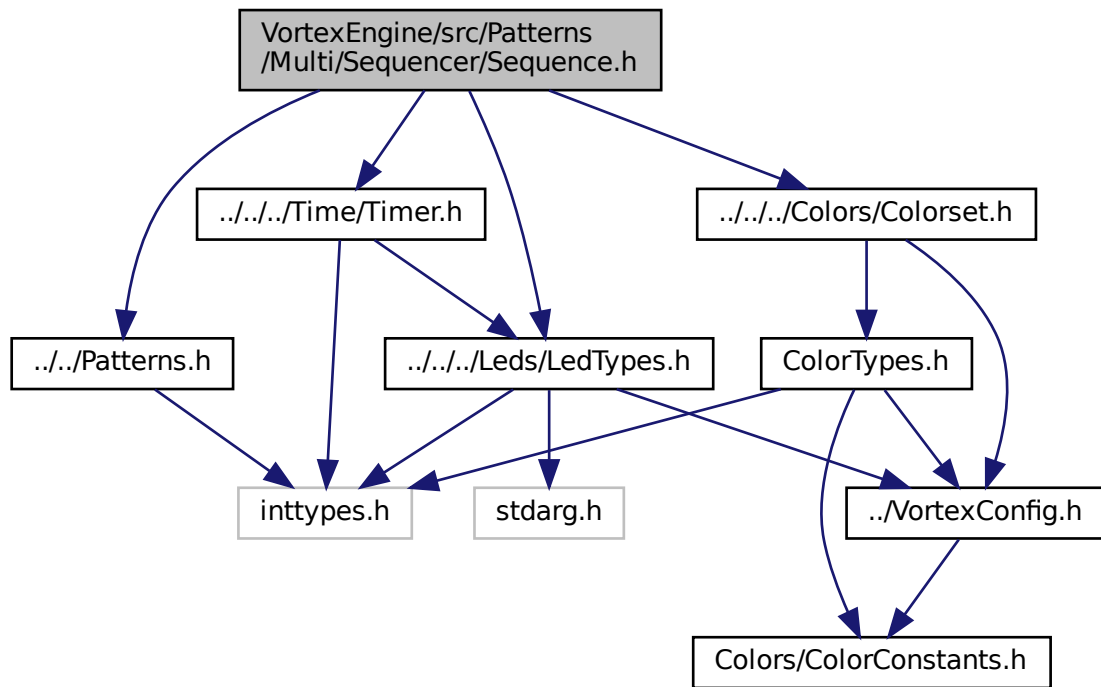 VortexEngine/src/Patterns
/Multi/Sequencer/Sequence.h
../../../Time/Timer.h
../../../Colors/Colorset.h
../../Patterns.h
../../../Leds/LedTypes.h
ColorTypes.h
inttypes.h
stdarg.h
../VortexConfig.h
Colors/ColorConstants.h